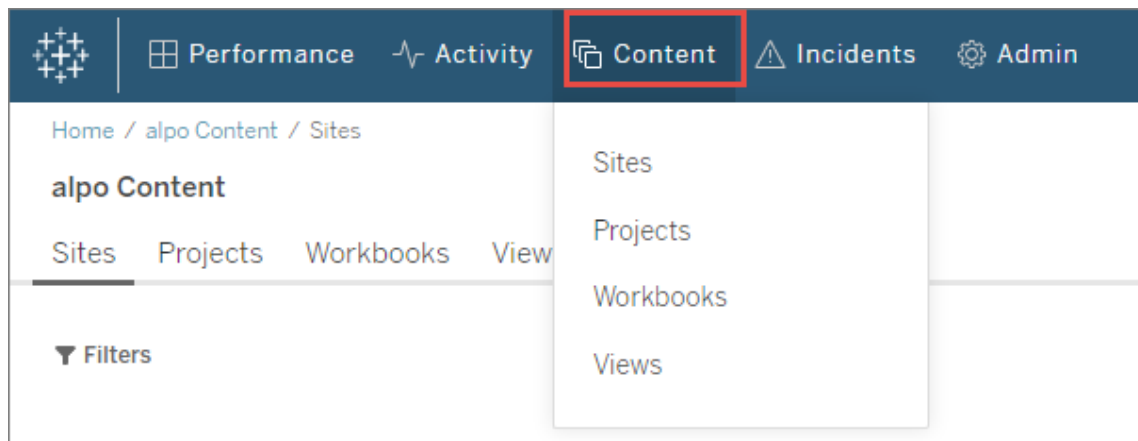 Performance Activity Content Incidents Admin
Home / alpo Content / Sites
alpo Content
Sites Projects Workbooks View
Filters
Sites
Projects
Workbooks
Views